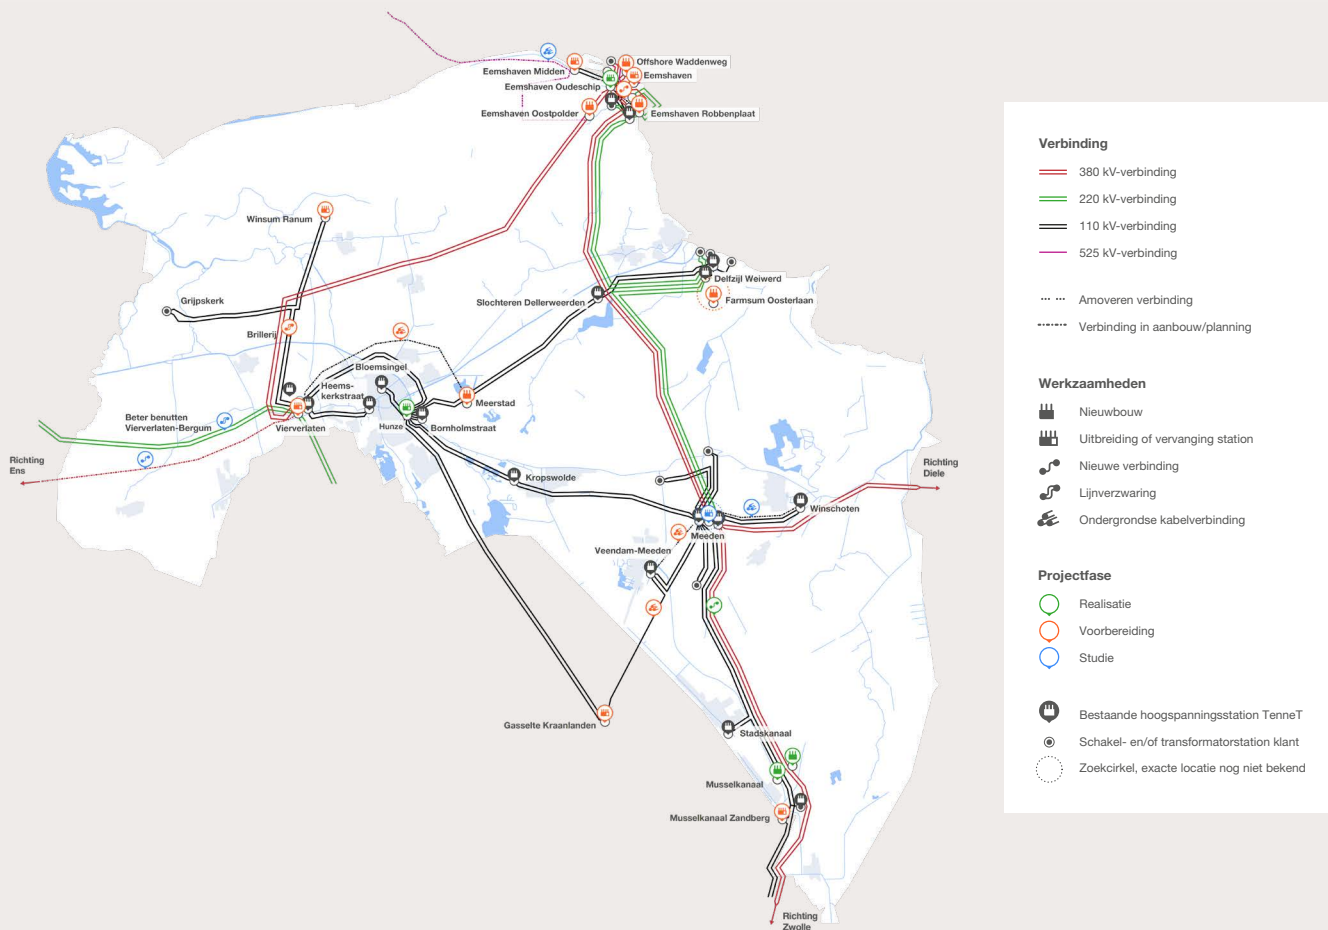 Offshore Waddenweg
Eemshaven Midden
Eemshaven
Eemshaven Oudeschip
Eemshaven Oostpolder
Eemshaven Robbenplaat
Winsum Ranum
Delfzijl Weiwerd
Grijpskerk
Slochteren Dellerweerden
Farmsum Oosterlaan
Brillerij
Bloemsingel
Heems-
kerkstraat
Meerstad
Beter benutten
Vierverlaten-Bergum
Vierverlaten
Hunze
Bornholmstraat
Richting
Ens
Kropswolde
Richting
Diele
Winschoten
Meeden
Veendam-Meeden
Gasselte Kraanlanden
Stadskanaal
Musselkanaal
Musselkanaal Zandberg
Richting
Zwolle
Verbinding
380 kV-verbinding
220 kV-verbinding
110 kV-verbinding
525 kV-verbinding
Amoveren verbinding
Verbinding in aanbouw/planning
Werkzaamheden
Nieuwbouw
Uitbreiding of vervanging station
Nieuwe verbinding
Lijnverzwaring
Ondergrondse kabelverbinding
Projectfase
Realisatie
Voorbereiding
Studie
Bestaande hoogspanningsstation TenneT
Schakel- en/of transformatorstation klant
Zoekcirkel, exacte locatie nog niet bekend